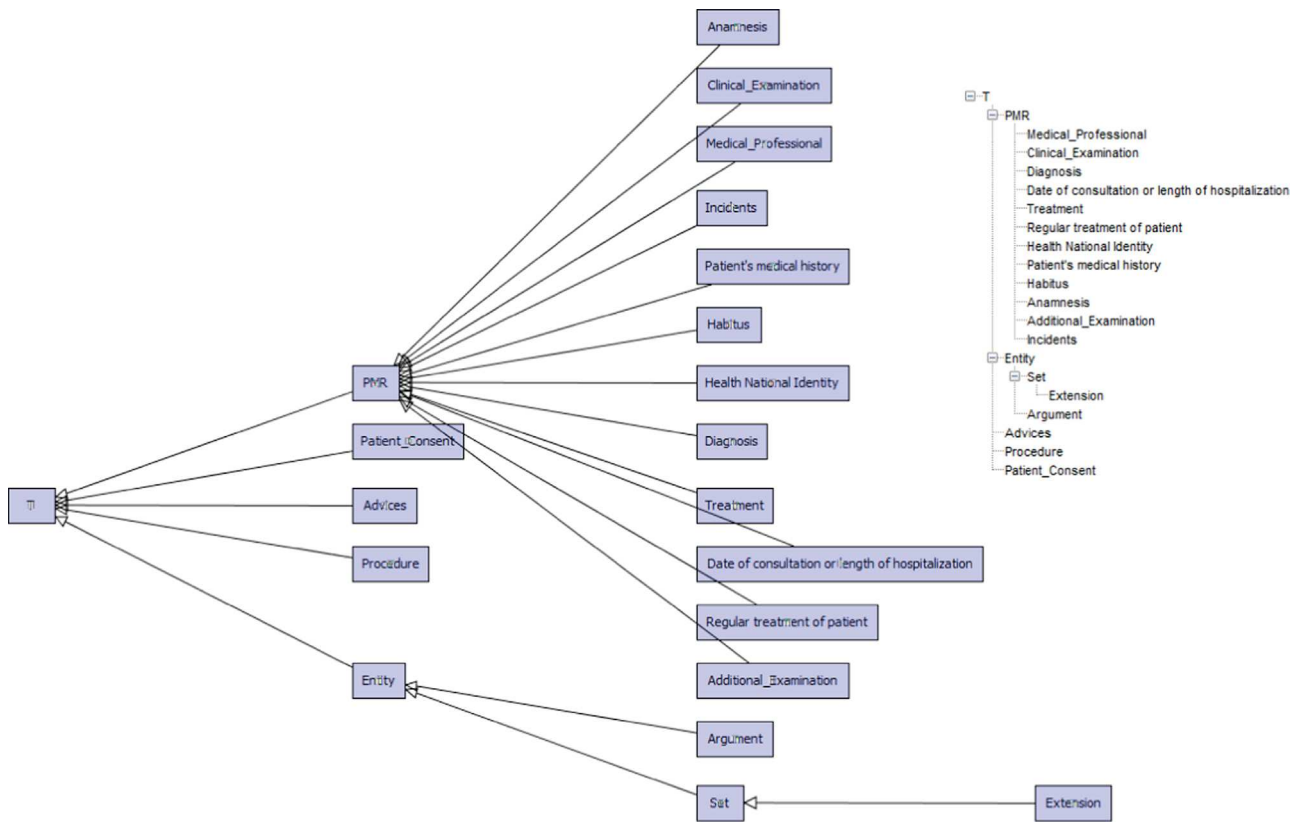 Anamnesis
Clinical_Examination
Medical_Professional
Incidents
Patient's medical history
Habitus
PMR
Health National Identity
Patient_Consent
Diagnosis
T
Advices
Treatment
Procedure
Date of consultation or length of hospitalization
Regular treatment of patient
Entity
Additional_Examination
Argument
Set
Extension
T
PMR
Medical_Professional
Clinical_Examination
Diagnosis
Date of consultation or length of hospitalization
Treatment
Regular treatment of patient
Health National Identity
Patient's medical history
Habitus
Anamnesis
Additional_Examination
Incidents
Entity
Set
Extension
Argument
Advices
Procedure
Patient_Consent